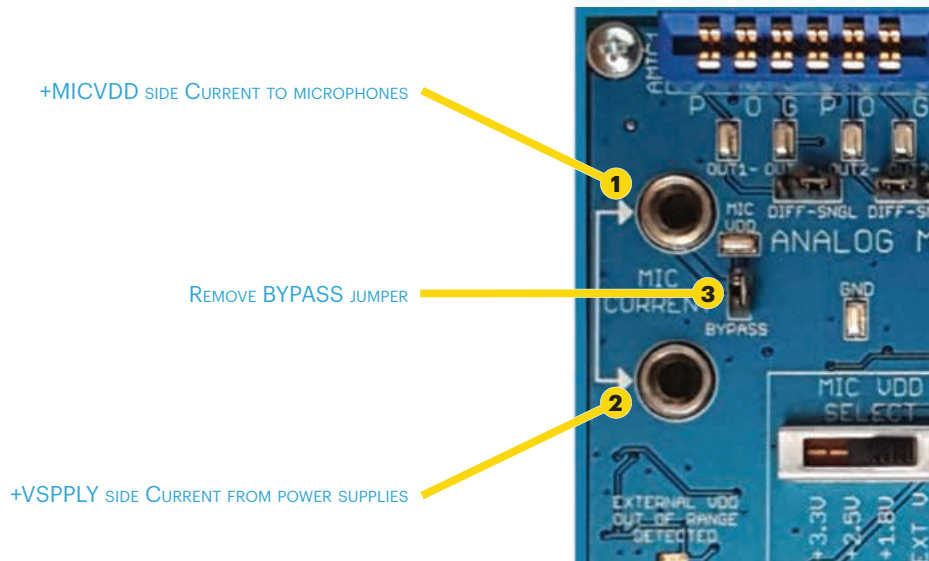 +MICVDD SIDE CURRENT TO MICROPHONES
REMOVE BYPASS JUMPER
+VSPPLY SIDE CURRENT FROM POWER SUPPLIES
1
2
3
P O G P O G
OUT1- OUT2-
MIC VDD
DIFF-SNGL
ANALOG M
MIC
CURRENT
BYPASS
GND
MIC VDD
SELECT
EXTERNAL VDD
OUT OF RANGE
DETECTED
+3.3V
+2.5V
+1.8V
EXT V